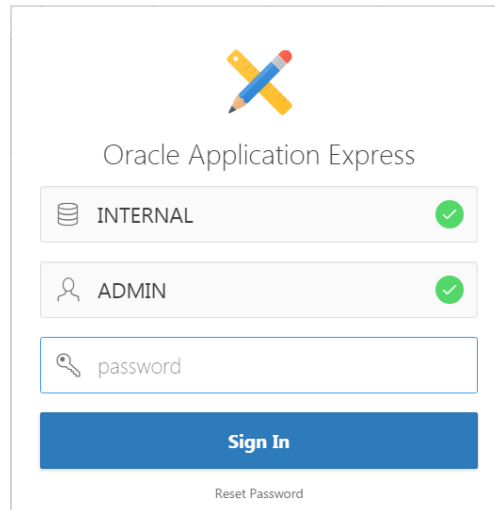 Oracle Application Express
INTERNAL
ADMIN
password
Sign In
Reset Password